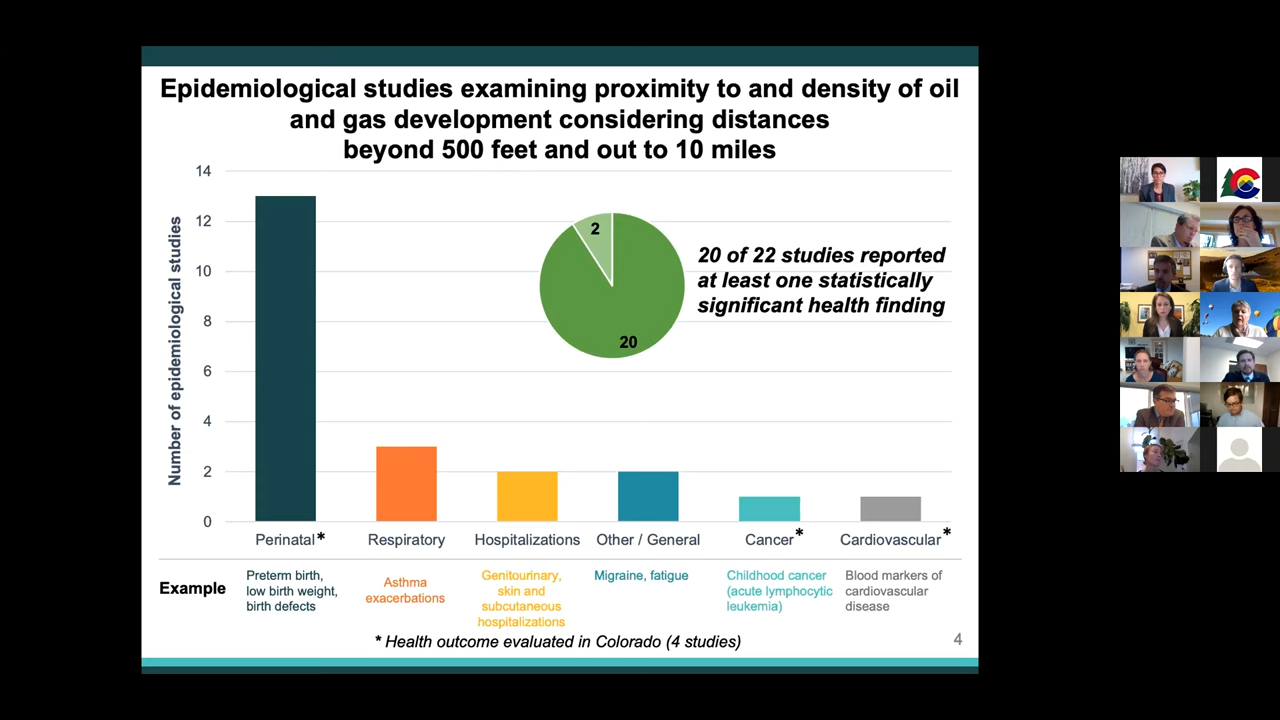 Epidemiological studies examining proximity to and density of oil
and gas development considering distances
beyond 500 feet and out to 10 miles
14
12
10
8
6
4
2
0
Number of epidemiological studies
2
20
20 of 22 studies reported
at least one statistically
significant health finding
Perinatal*
Respiratory
Hospitalizations
Other / General
Cancer*
Cardiovascular*
Example
Preterm birth,
low birth weight,
birth defects
Asthma
exacerbations
Genitourinary,
skin and
subcutaneous
hospitalizations
Migraine, fatigue
Childhood cancer
(acute lymphocytic
leukemia)
Blood markers of
cardiovascular
disease
* Health outcome evaluated in Colorado (4 studies)
4